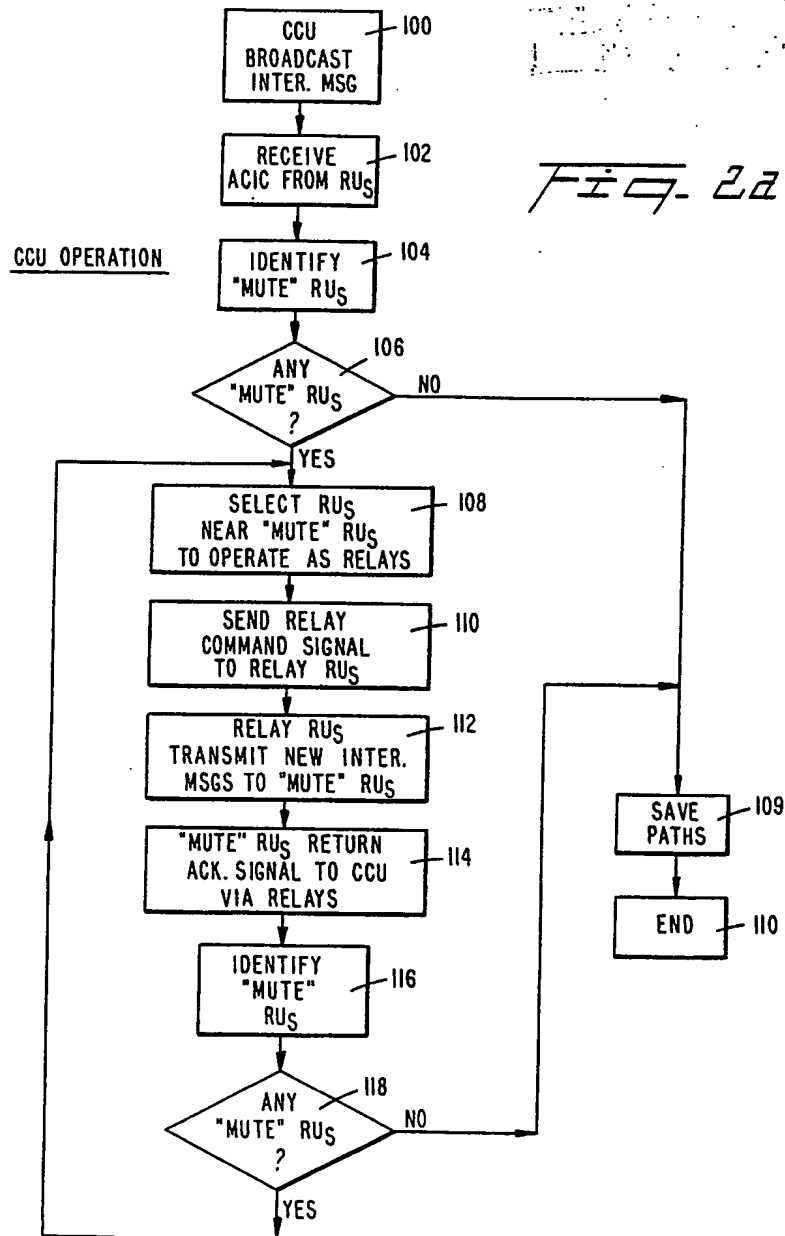 CCU
BROADCAST
INTER. MSG
100
Fig. 2a
RECEIVE
ACIC FROM RUS
102
CCU OPERATION
IDENTIFY
"MUTE" RUS
104
ANY
"MUTE" RUS
?
106
NO
YES
SELECT RUS
NEAR "MUTE" RUS
TO OPERATE AS RELAYS
108
SEND RELAY
COMMAND SIGNAL
TO RELAY RUS
110
RELAY RUS
TRANSMIT NEW INTER.
MSGS TO "MUTE" RUS
112
SAVE
PATHS
109
"MUTE" RUS RETURN
ACK. SIGNAL TO CCU
VIA RELAYS
114
END
110
IDENTIFY
"MUTE"
RUS
116
ANY
"MUTE" RUS
?
118
NO
YES